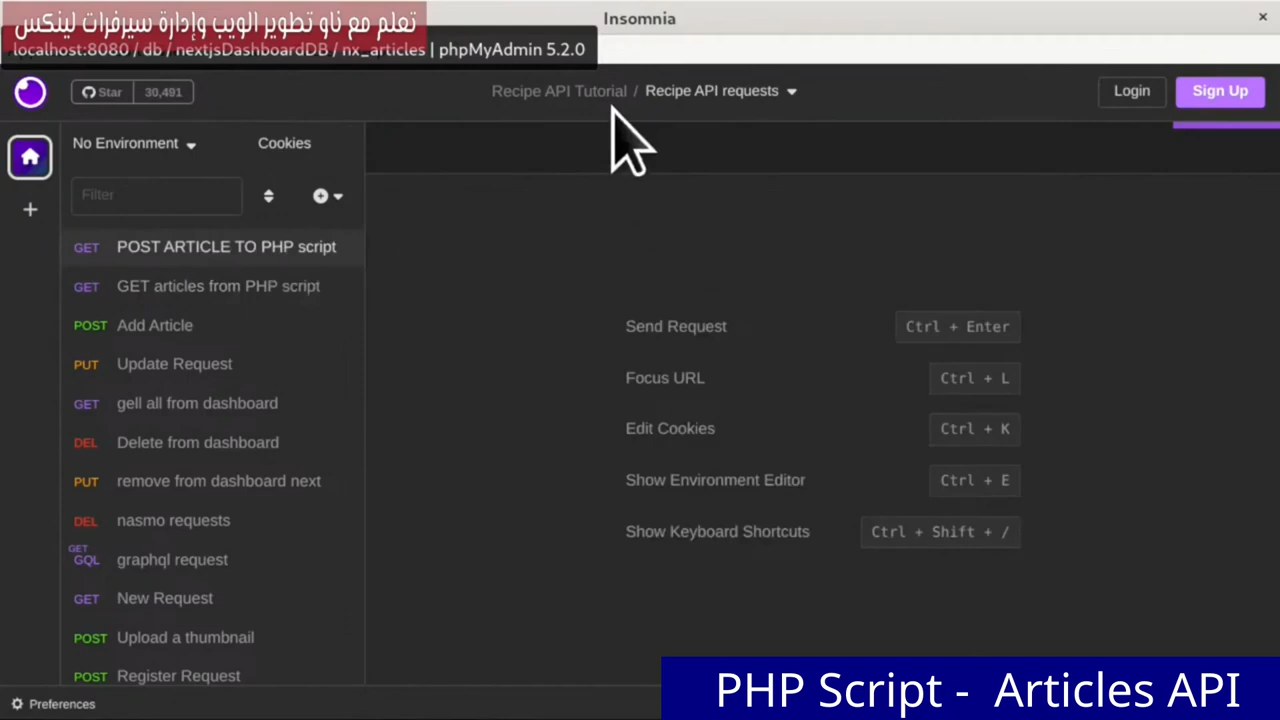 Insomnia
تعلم مع ناو تطوير الويب وإدارة سيرفرات لينكس
localhost:8080 / db / nextjsDashboardDB / nx_articles | phpMyAdmin 5.2.0
Star 30,491
Recipe API Tutorial / Recipe API requests
Login
Sign Up
No Environment
Cookies
Filter
GET POST ARTICLE TO PHP script
GET GET articles from PHP script
POST Add Article
PUT Update Request
GET gell all from dashboard
DEL Delete from dashboard
PUT remove from dashboard next
DEL nasmo requests
GET
GQL graphql request
GET New Request
POST Upload a thumbnail
POST Register Request
Send Request Ctrl + Enter
Focus URL Ctrl + L
Edit Cookies Ctrl + K
Show Environment Editor Ctrl + E
Show Keyboard Shortcuts Ctrl + Shift + /
Preferences
PHP Script - Articles API